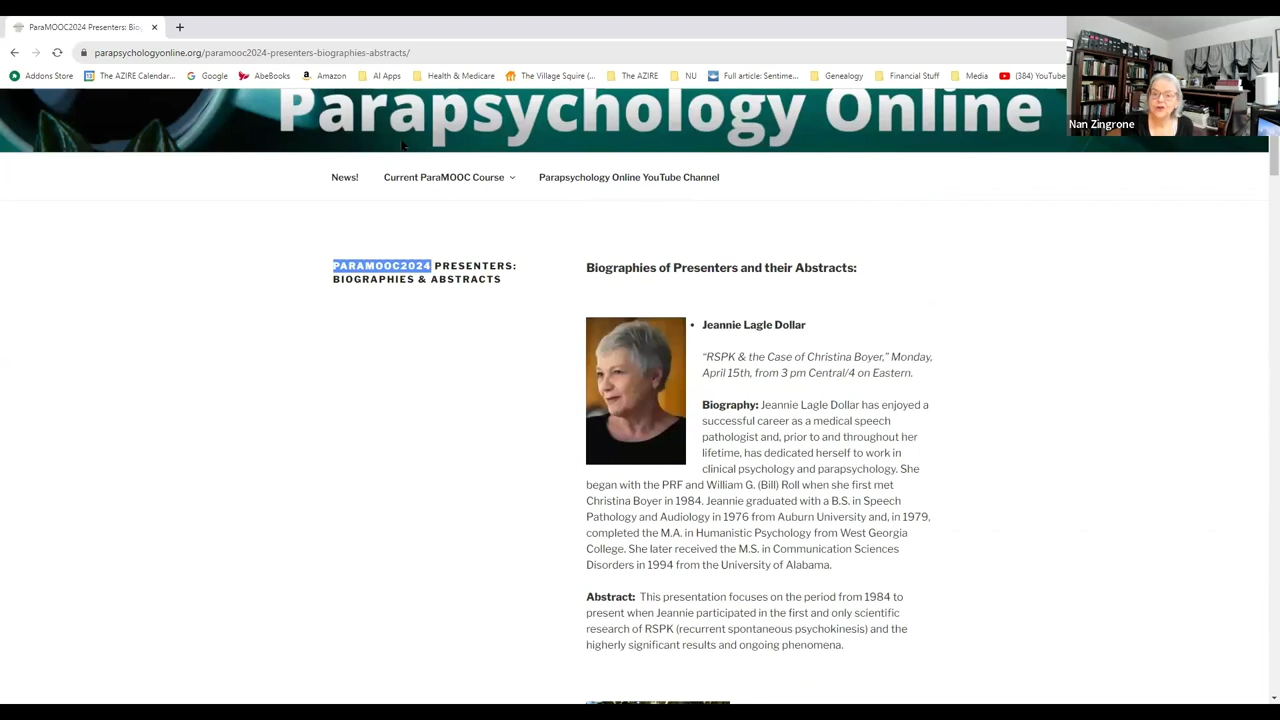 ParaMOOC2024 Presenters: Bio
parapsychologyonline.org/paramooc2024-presenters-biographies-abstracts/
Addons Store
The AZIRE Calendar...
Google
AbeBooks
Amazon
AI Apps
Health & Medicare
The Village Squire (...
The AZIRE
NU
Full article: Sentime...
Genealogy
Financial Stuff
Media
(384) YouTube
Nan Zingrone
Parapsychology Online
News!
Current ParaMOOC Course
Parapsychology Online YouTube Channel
PARAMOOC2024 PRESENTERS:
BIOGRAPHIES & ABSTRACTS
Biographies of Presenters and their Abstracts:
• Jeannie Lagle Dollar
“RSPK & the Case of Christina Boyer,” Monday,
April 15th, from 3 pm Central/4 on Eastern.
Biography: Jeannie Lagle Dollar has enjoyed a
successful career as a medical speech
pathologist and, prior to and throughout her
lifetime, has dedicated herself to work in
clinical psychology and parapsychology. She
began with the PRF and William G. (Bill) Roll when she first met
Christina Boyer in 1984. Jeannie graduated with a B.S. in Speech
Pathology and Audiology in 1976 from Auburn University and, in 1979,
completed the M.A. in Humanistic Psychology from West Georgia
College. She later received the M.S. in Communication Sciences
Disorders in 1994 from the University of Alabama.
Abstract: This presentation focuses on the period from 1984 to
present when Jeannie participated in the first and only scientific
research of RSPK (recurrent spontaneous psychokinesis) and the
higherly significant results and ongoing phenomena.